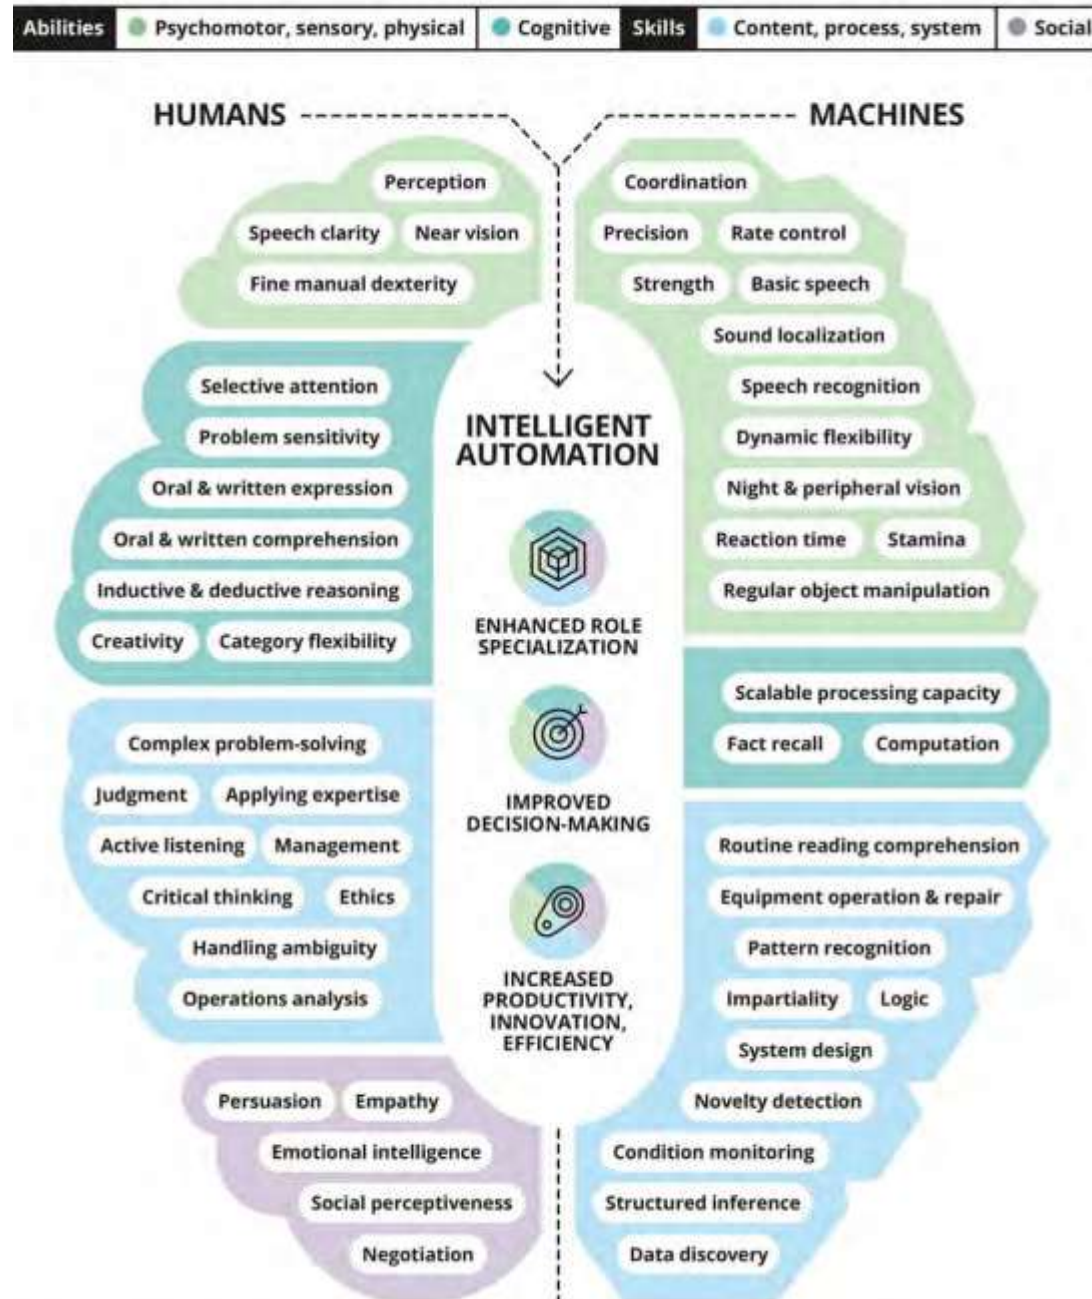 Abilities Psychomotor, sensory, physical Cognitive Skills Content, process, system Social
HUMANS MACHINES
Perception
Speech clarity Near vision
Fine manual dexterity
Selective attention
Problem sensitivity
Oral & written expression
Oral & written comprehension
Inductive & deductive reasoning
Creativity Category flexibility
Complex problem-solving
Judgment Applying expertise
Active listening Management
Critical thinking Ethics
Handling ambiguity
Operations analysis
Persuasion Empathy
Emotional intelligence
Social perceptiveness
Negotiation
INTELLIGENT
AUTOMATION
ENHANCED ROLE
SPECIALIZATION
IMPROVED
DECISION-MAKING
INCREASED
PRODUCTIVITY,
INNOVATION,
EFFICIENCY
Coordination
Precision Rate control
Strength Basic speech
Sound localization
Speech recognition
Dynamic flexibility
Night & peripheral vision
Reaction time Stamina
Regular object manipulation
Scalable processing capacity
Fact recall Computation
Routine reading comprehension
Equipment operation & repair
Pattern recognition
Impartiality Logic
System design
Novelty detection
Condition monitoring
Structured inference
Data discovery